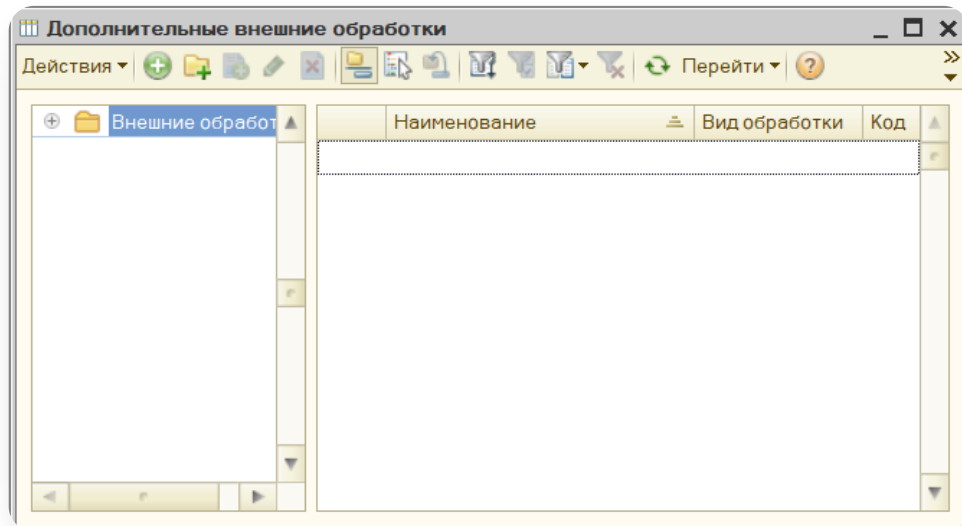 Дополнительные внешние обработки
Действия Перейти
Внешние обработ Наименование Вид обработки Код